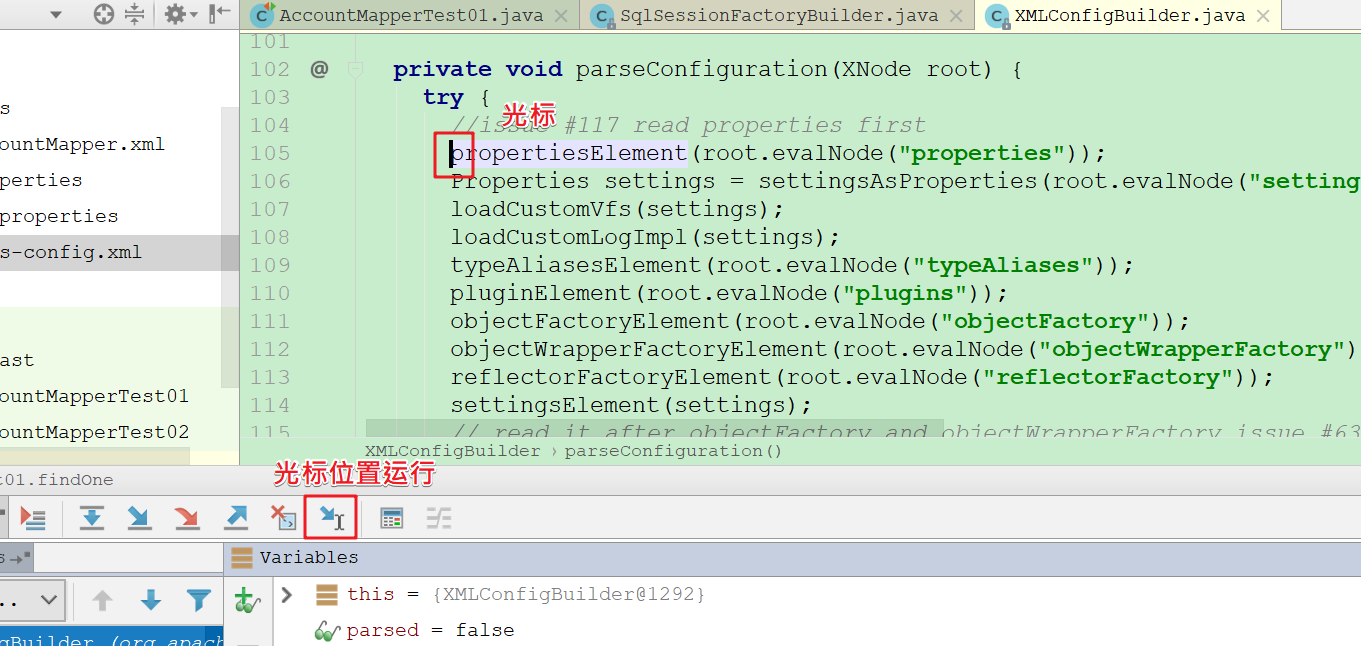 AccountMapperTest01.java
SqlSessionFactoryBuilder.java
XMLConfigBuilder.java
s
ountMapper.xml
perties
properties
s-config.xml
ast
ountMapperTest01
ountMapperTest02
101
102 @ private void parseConfiguration(XNode root) {
103 try {
光标
104 //issue #117 read properties first
105 propertiesElement(root.evalNode("properties"));
106 Properties settings = settingsAsProperties(root.evalNode("setting
107 loadCustomVfs(settings);
108 loadCustomLogImpl(settings);
109 typeAliasesElement(root.evalNode("typeAliases"));
110 pluginElement(root.evalNode("plugins"));
111 objectFactoryElement(root.evalNode("objectFactory"));
112 objectWrapperFactoryElement(root.evalNode("objectWrapperFactory")
113 reflectorFactoryElement(root.evalNode("reflectorFactory"));
114 settingsElement(settings);
115 // read it after objectFactory and objectWrapperFactory issue #63
XMLConfigBuilder › parseConfiguration()
t01.findOne
光标位置运行
s
Variables
..
this = {XMLConfigBuilder@1292}
parsed = false
gBuilder (org.apach